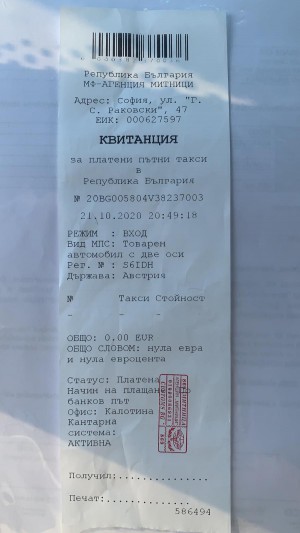 Република България
МФ-АГЕНЦИЯ МИТНИЦИ
Адрес: София, ул. "Г.
С. Раковски", 47
ЕИК: 000627597
КВИТАНЦИЯ
за платени пътни такси
в
Република България
№ 20BG005804V38237003
21.10.2020 20:49:18
РЕЖИМ : ВХОД
Вид МПС: Товарен
автомобил с две оси
Рег. № : S6IDH
Държава: Австрия
№ Такси Стойност
– – –
ОБЩО: 0,00 EUR
ОБЩО СЛОВОМ: нула евра
и нула евроцента
Статус: Платена
Начин на плащане
банков път
Офис: Калотина
Кантарна
система:
АКТИВНА
Получил:...............
Печат:..............
586494